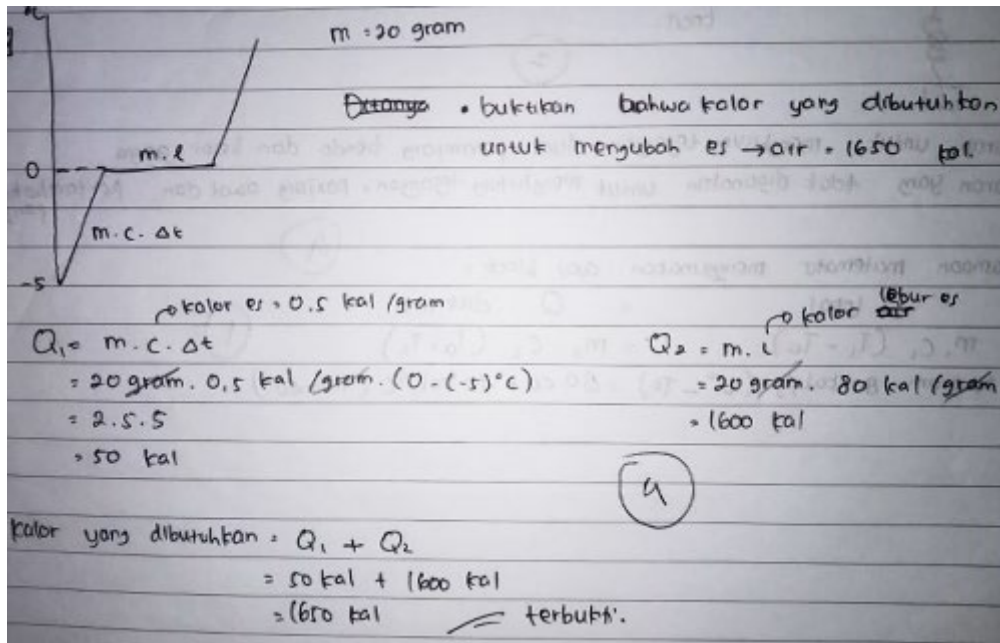 m = 20 gram
Ditanya • buktikan bahwa kalor yang dibutuhkan
untuk mengubah es → air = 1650 kal.
0
m.l
m.c. Δt
-5
kalor es = 0.5 kal /gram
Q₁ = m.c. Δt
= 20 gram. 0,5 kal /gram. (0-(-5)°C)
= 2.5.5
= 50 kal
lebur es
kalor air
Q₂ = m. l
= 20 gram. 80 kal /gram
= 1600 kal
4
kalor yang dibutuhkan = Q₁ + Q₂
= 50 kal + 1600 kal
= 1650 kal terbukti.